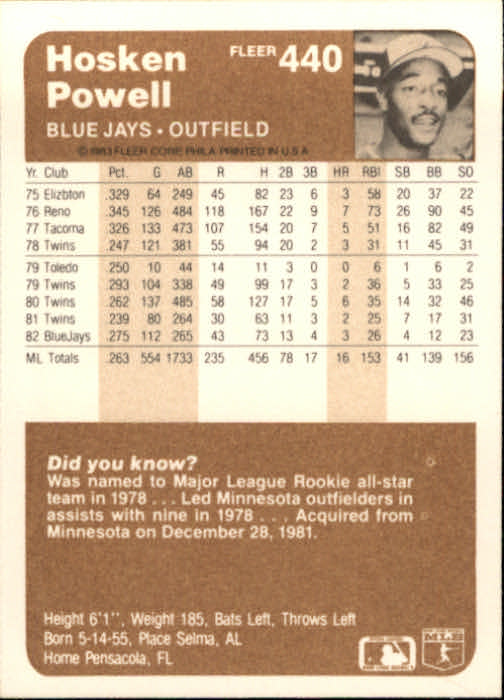 Hosken
Powell
FLEER 440
BLUE JAYS • OUTFIELD
© 1983 FLEER CORP. PHILA PRINTED IN U.S.A
Yr. Club Pct. G AB R H 2B 3B HR RBI SB BB SO
75 Elizbton .329 64 249 45 82 23 6 3 58 20 37 22
76 Reno .345 126 484 118 167 22 9 7 73 26 90 45
77 Tacoma .326 133 473 107 154 20 7 5 51 16 82 49
78 Twins .247 121 381 55 94 20 2 3 31 11 45 31
79 Toledo .250 10 44 14 11 3 0 0 6 1 6 2
79 Twins .293 104 338 49 99 17 3 2 36 5 33 25
80 Twins .262 137 485 58 127 17 5 6 35 14 32 46
81 Twins .239 80 264 30 63 11 3 2 25 7 17 31
82 BlueJays .275 112 265 43 73 13 4 3 26 4 12 23
ML Totals .263 554 1733 235 456 78 17 16 153 41 139 156
Did you know?
Was named to Major League Rookie all-star
team in 1978 . . . Led Minnesota outfielders in
assists with nine in 1978 . . . Acquired from
Minnesota on December 28, 1981.
Height 6'1", Weight 185, Bats Left, Throws Left
Born 5-14-55, Place Selma, AL
Home Pensacola, FL